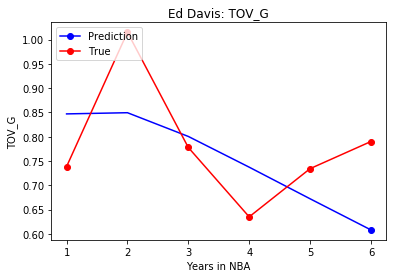 Ed Davis: TOV_G
Prediction
True
TOV_G
1.00
0.95
0.90
0.85
0.80
0.75
0.70
0.65
0.60
1 2 3 4 5 6
Years in NBA